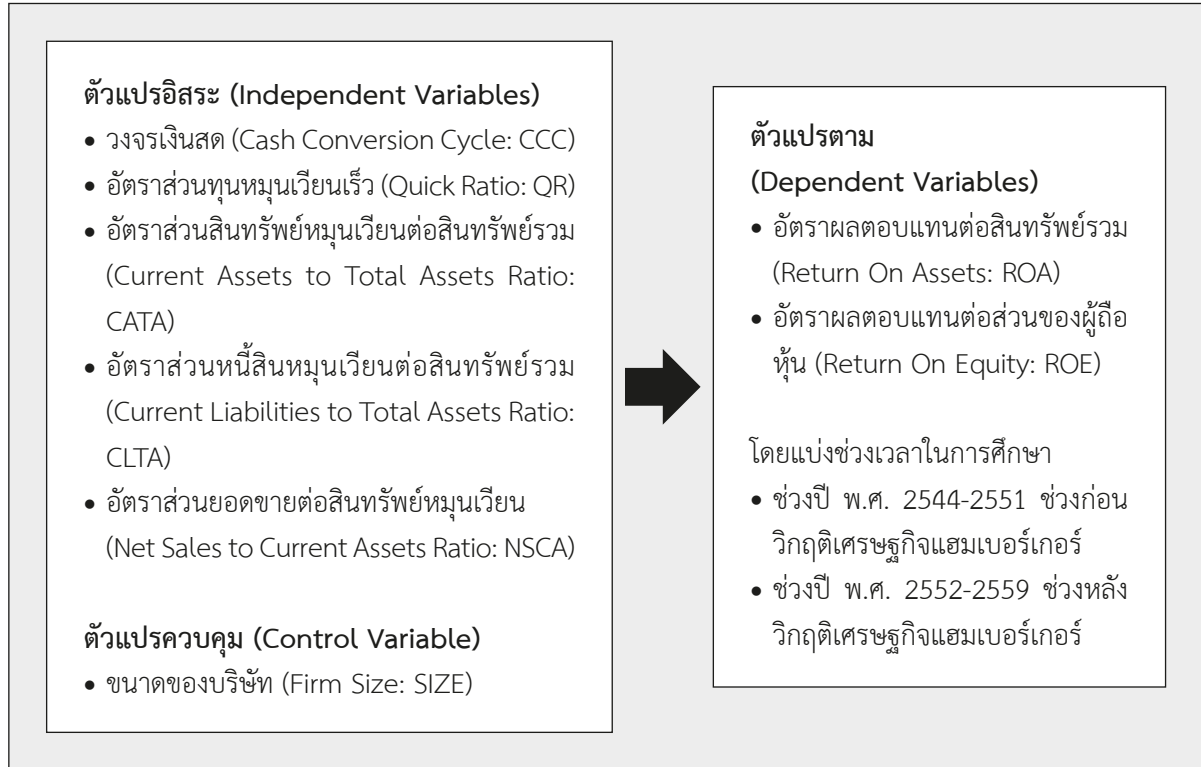 ตัวแปรอิสระ (Independent Variables)
• วงจรเงินสด (Cash Conversion Cycle: CCC)
• อัตราส่วนทุนหมุนเวียนเร็ว (Quick Ratio: QR)
• อัตราส่วนสินทรัพย์หมุนเวียนต่อสินทรัพย์รวม
(Current Assets to Total Assets Ratio:
CATA)
• อัตราส่วนหนี้สินหมุนเวียนต่อสินทรัพย์รวม
(Current Liabilities to Total Assets Ratio:
CLTA)
• อัตราส่วนยอดขายต่อสินทรัพย์หมุนเวียน
(Net Sales to Current Assets Ratio: NSCA)
ตัวแปรควบคุม (Control Variable)
• ขนาดของบริษัท (Firm Size: SIZE)
ตัวแปรตาม
(Dependent Variables)
• อัตราผลตอบแทนต่อสินทรัพย์รวม
(Return On Assets: ROA)
• อัตราผลตอบแทนต่อส่วนของผู้ถือ
หุ้น (Return On Equity: ROE)
โดยแบ่งช่วงเวลาในการศึกษา
• ช่วงปี พ.ศ. 2544-2551 ช่วงก่อน
วิกฤติเศรษฐกิจแฮมเบอร์เกอร์
• ช่วงปี พ.ศ. 2552-2559 ช่วงหลัง
วิกฤติเศรษฐกิจแฮมเบอร์เกอร์